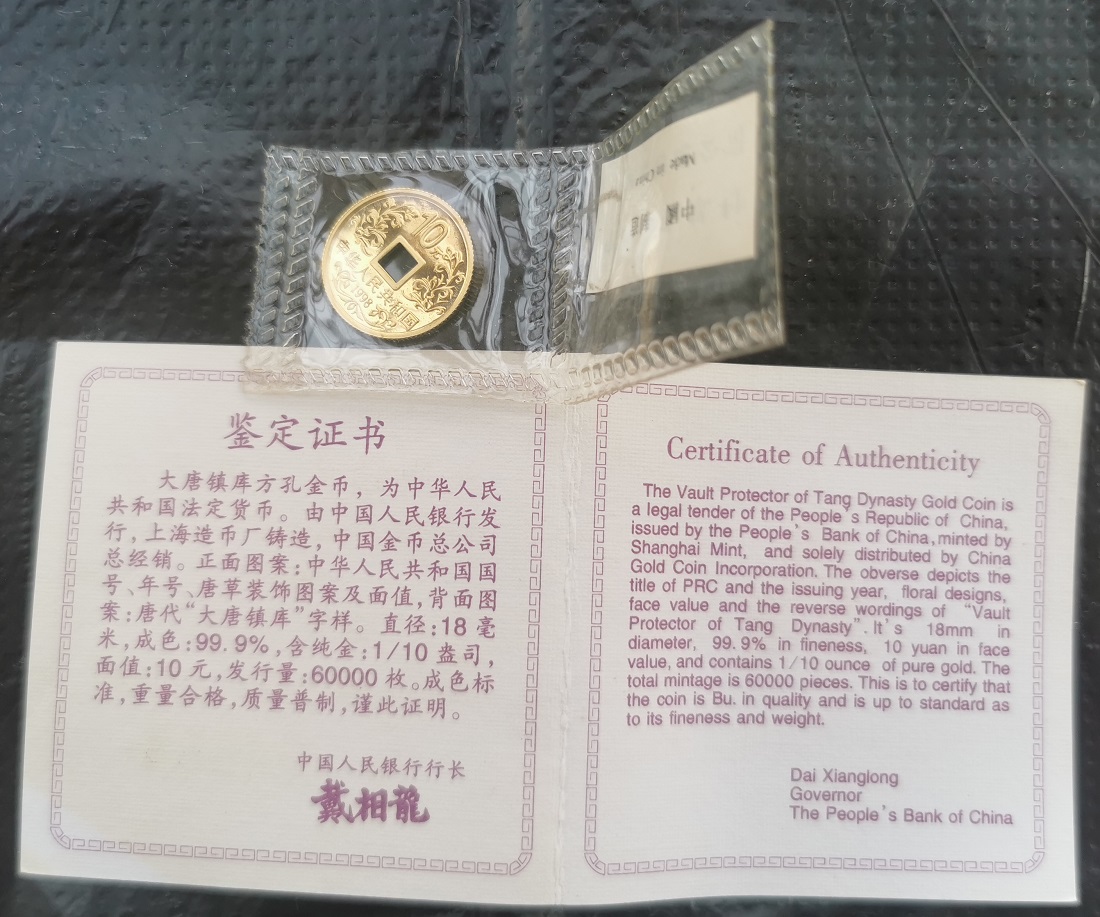 10元
中华人民共和国
1998
Made in China
中國
鉴定证书
大唐镇库方孔金币，为中华人民
共和国法定货币。由中国人民银行发
行，上海造币厂铸造，中国金币总公司
总经销。正面图案：中华人民共和国国
号、年号、唐草装饰图案及面值，背面图
案：唐代“大唐镇库”字样。直径：18毫
米，成色：99.9%，含纯金：1/10盎司，
面值：10元，发行量：60000枚。成色标
准，重量合格，质量普制，谨此证明。
中国人民银行行长
戴相龍
Certificate of Authenticity
The Vault Protector of Tang Dynasty Gold Coin is
a legal tender of the People's Republic of China,
issued by the People's Bank of China, minted by
Shanghai Mint, and solely distributed by China
Gold Coin Incorporation. The obverse depicts the
title of PRC and the issuing year, floral designs,
face value and the reverse wordings of "Vault
Protector of Tang Dynasty". It's 18mm in
diameter, 99.9% in fineness, 10 yuan in face
value, and contains 1/10 ounce of pure gold. The
total mintage is 60000 pieces. This is to certify that
the coin is Bu. in quality and is up to standard as
to its fineness and weight.
Dai Xianglong
Governor
The People's Bank of China